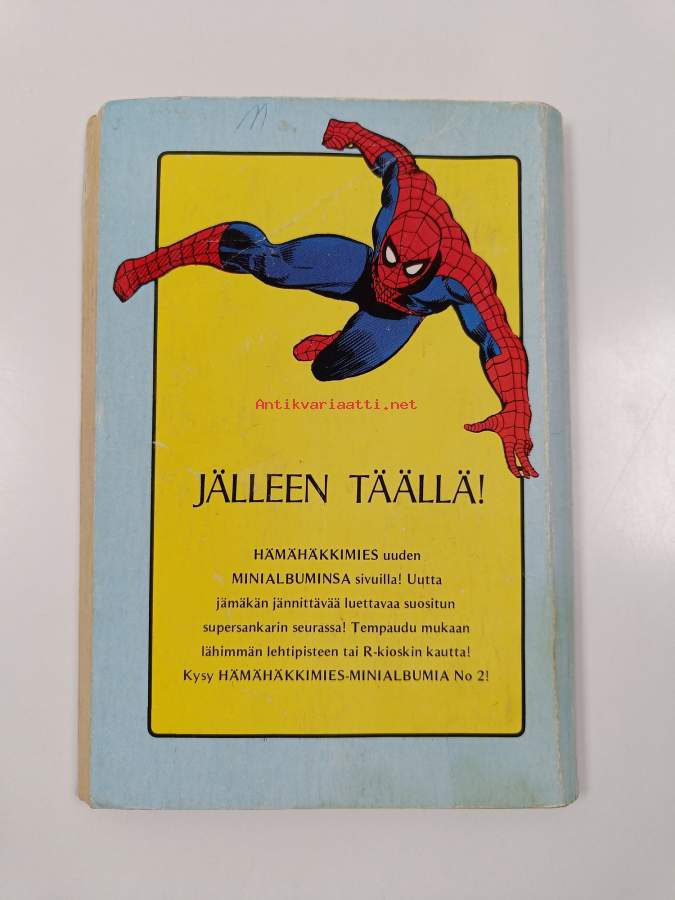 Antikvariaatti.net
JÄLLEEN TÄÄLLÄ!
HÄMÄHÄKKIMIES uuden
MINIALBUMINSA sivuilla! Uutta
jämäkän jännittävää luettavaa suositun
supersankarin seurassa! Tempaudu mukaan
lähimmän lehtipisteen tai R-kioskin kautta!
Kysy HÄMÄHÄKKIMIES-MINIALBUMIA No 2!